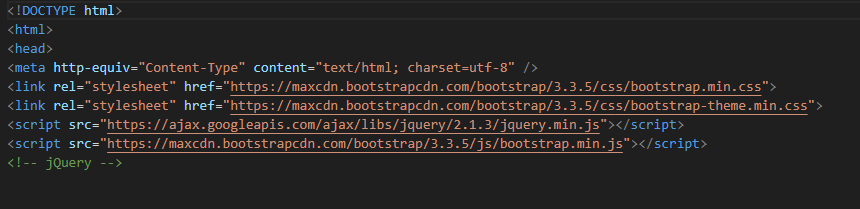 <!DOCTYPE html>
<html>
<head>
<meta http-equiv="Content-Type" content="text/html; charset=utf-8" />
<link rel="stylesheet" href="https://maxcdn.bootstrapcdn.com/bootstrap/3.3.5/css/bootstrap.min.css">
<link rel="stylesheet" href="https://maxcdn.bootstrapcdn.com/bootstrap/3.3.5/css/bootstrap-theme.min.css">
<script src="https://ajax.googleapis.com/ajax/libs/jquery/2.1.3/jquery.min.js"></script>
<script src="https://maxcdn.bootstrapcdn.com/bootstrap/3.3.5/js/bootstrap.min.js"></script>
<!-- jQuery -->